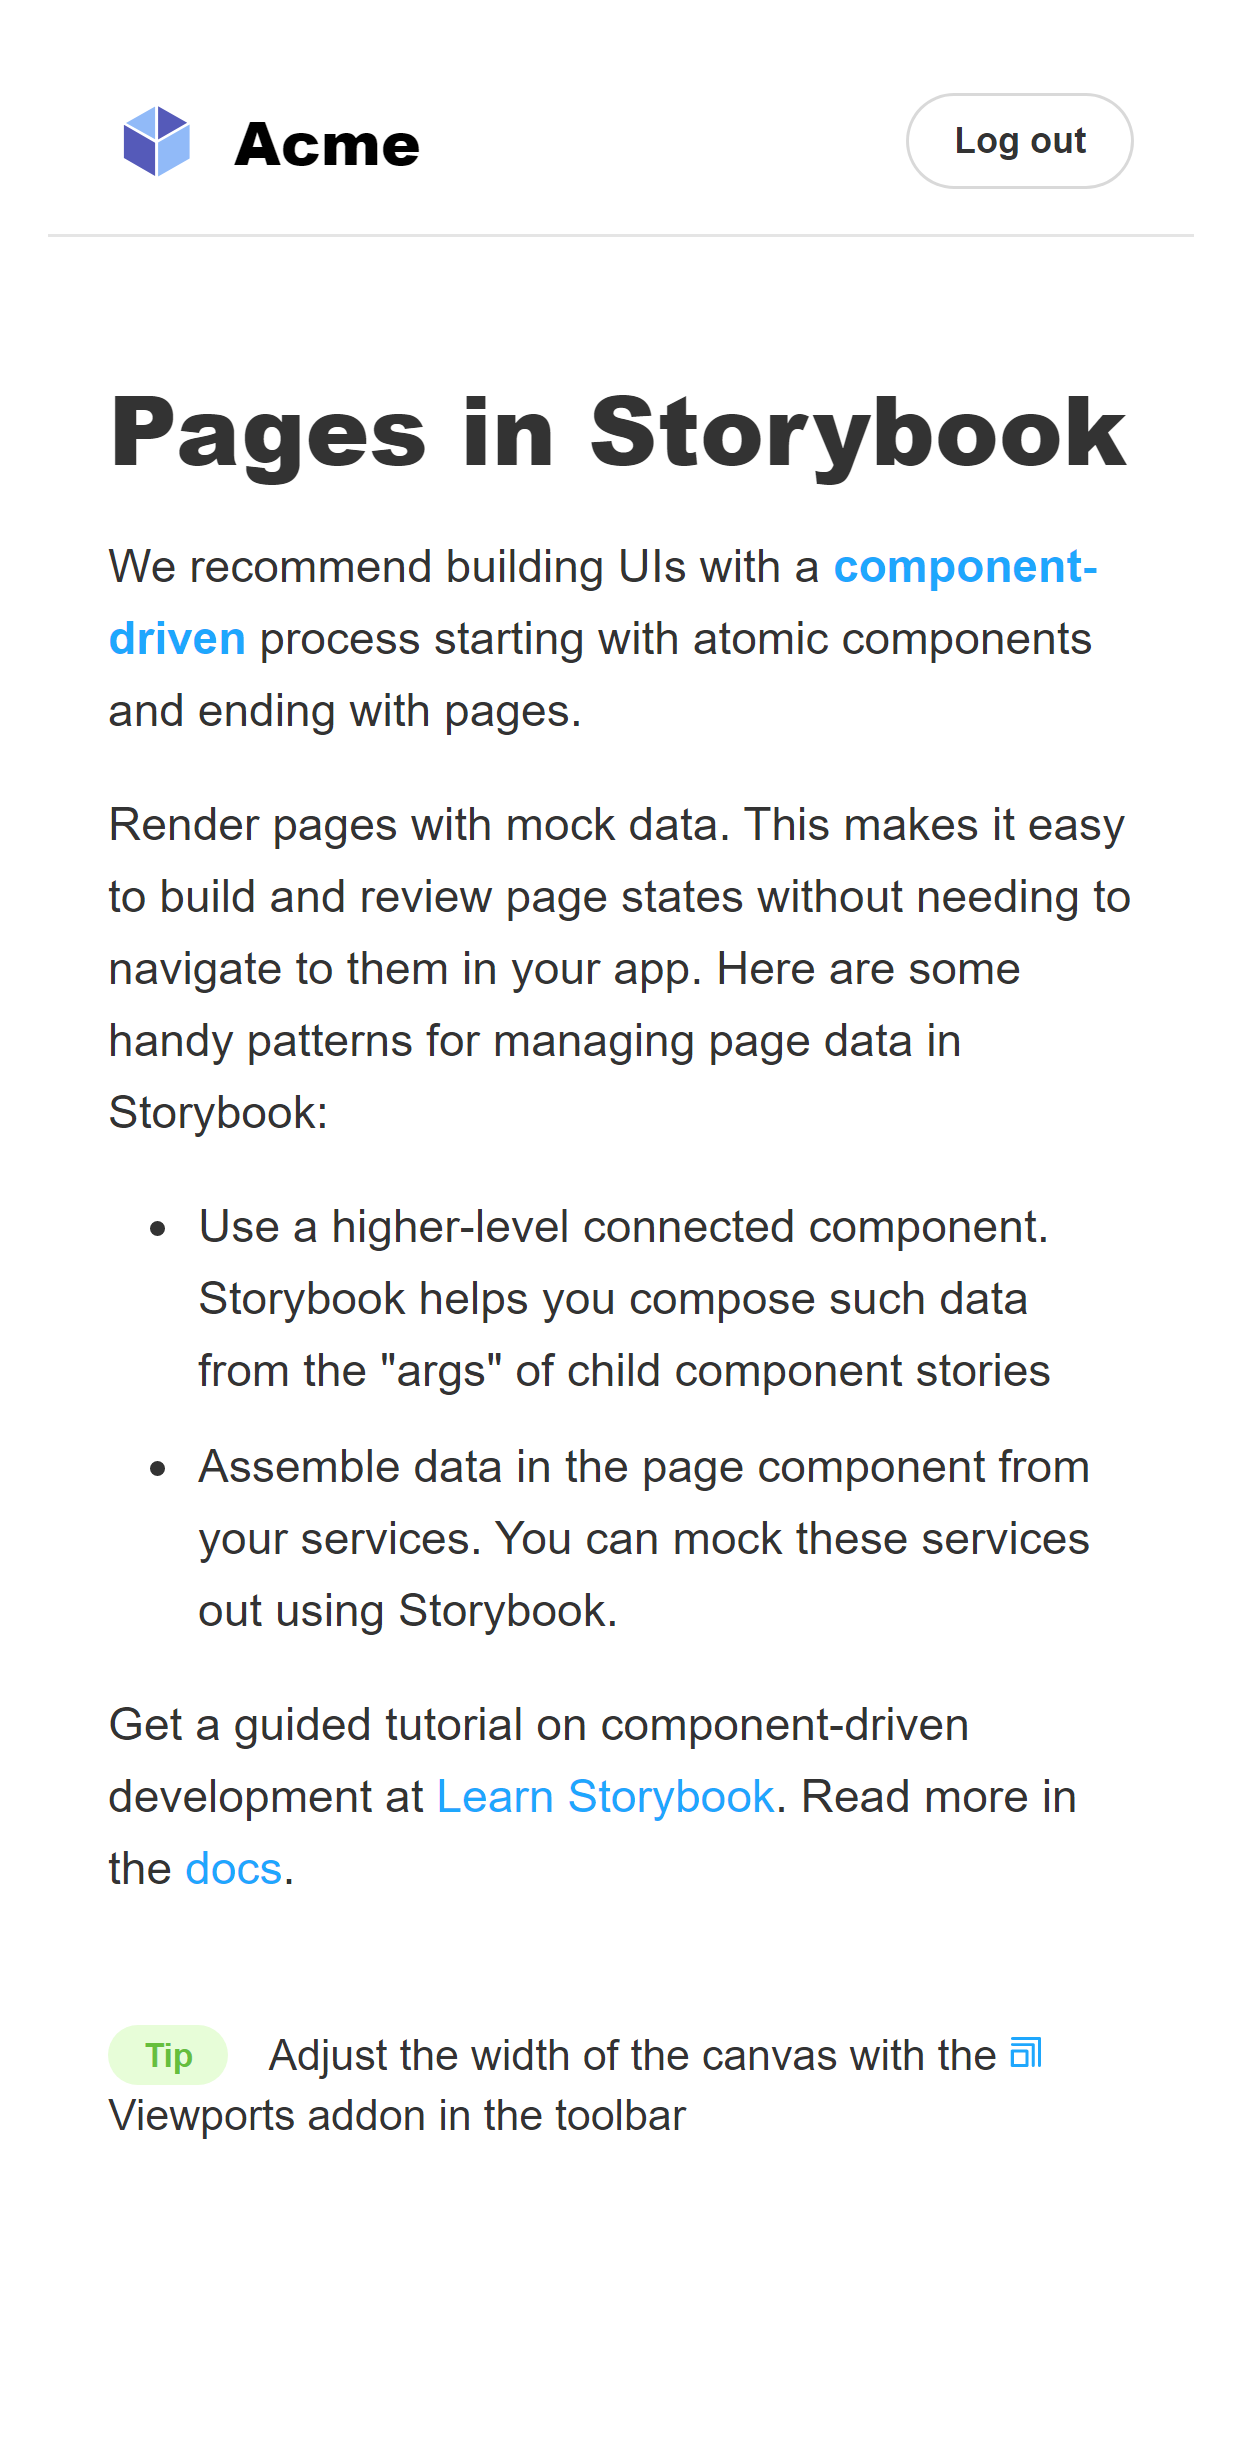 Acme
Log out
Pages in Storybook
We recommend building UIs with a component-
driven process starting with atomic components
and ending with pages.
Render pages with mock data. This makes it easy
to build and review page states without needing to
navigate to them in your app. Here are some
handy patterns for managing page data in
Storybook:
Use a higher-level connected component.
Storybook helps you compose such data
from the "args" of child component stories
Assemble data in the page component from
your services. You can mock these services
out using Storybook.
Get a guided tutorial on component-driven
development at Learn Storybook. Read more in
the docs.
Tip Adjust the width of the canvas with the
Viewports addon in the toolbar